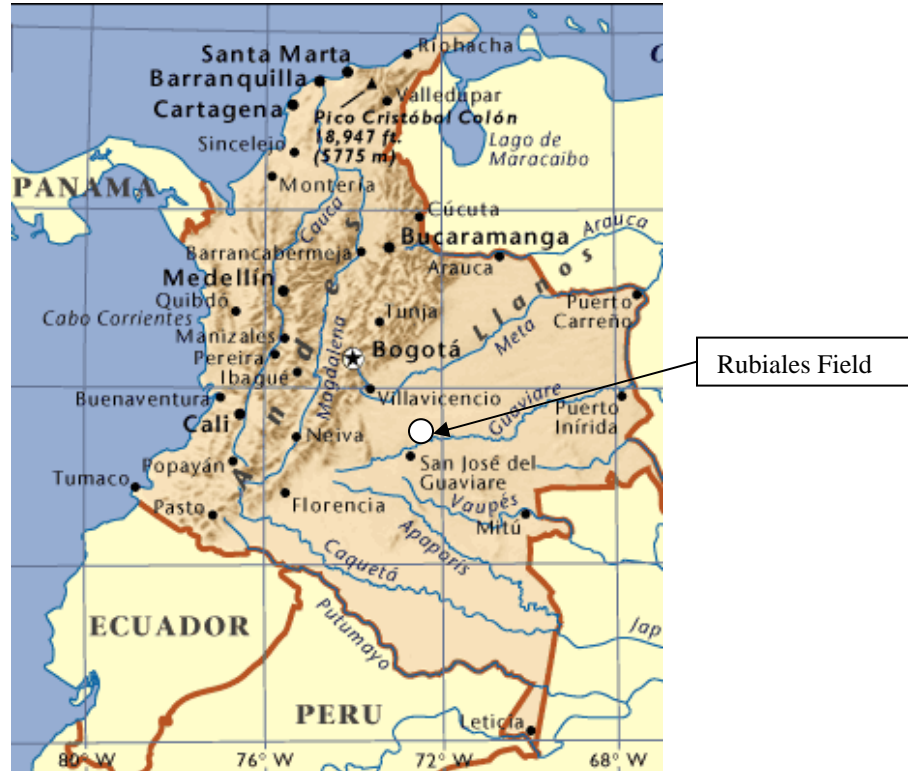 Riohacha
Santa Marta
Barranquilla
Cartagena
Valledupar
Pico Cristóbal Colón
18,947 ft.
(5775 m)
Sincelejo
Lago de
Maracaibo
PANAMA
Montería
Cauca
Cúcuta
Arauca
Bucaramanga
Barrancabermeja
Arauca
Medellín
Quibdó
Llanos
Puerto
Carreño
Cabo Corrientes
Tunja
Meta
Manizales
Bogotá
Pereira
Ibagué
Magdalena
Andes
Rubiales Field
Buenaventura
Villavicencio
Guaviare
Puerto
Inírida
Cali
Neiva
Popayán
San José del
Guaviare
Tumaco
Florencia
Vaupés
Pasto
Mitú
Apaporis
Caquetá
ECUADOR
Putumayo
Jap
PERU
Leticia
80° W
76° W
72° W
68° W